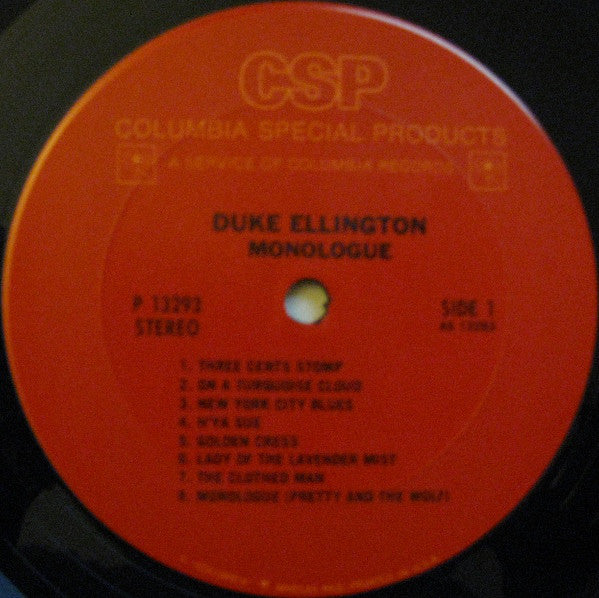 CSP
COLUMBIA SPECIAL PRODUCTS
A SERVICE OF COLUMBIA RECORDS
DUKE ELLINGTON
MONOLOGUE
P 13293
STEREO
SIDE 1
1. THREE CENTS STOMP
2. ON A TURQUOISE CLOUD
3. NEW YORK CITY BLUES
4. H'YA SUE
5. GOLDEN CRESS
6. LADY OF THE LAVENDER MIST
7. THE CLOTHED MAN
8. MONOLOGUE (PRETTY AND THE WOLF)